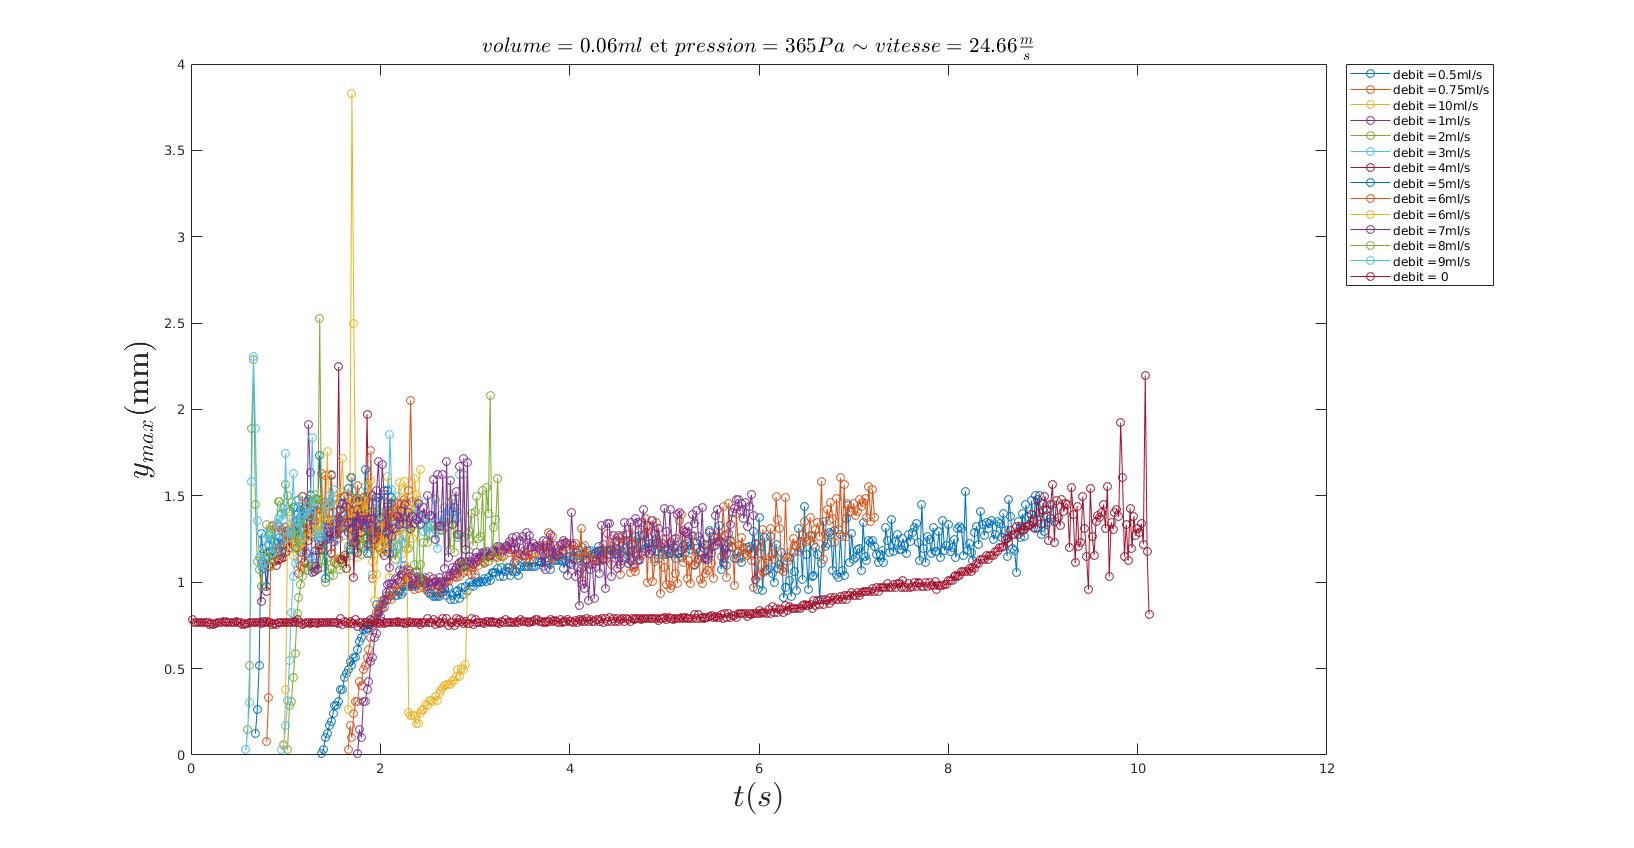 volume = 0.06ml et pression = 365Pa ∼ vitesse = 24.66 m/s
4
3.5
3
2.5
2
1.5
1
0.5
0
y_max(mm)
0 2 4 6 8 10 12
t(s)
debit =0.5ml/s
debit =0.75ml/s
debit =10ml/s
debit =1ml/s
debit =2ml/s
debit =3ml/s
debit =4ml/s
debit =5ml/s
debit =6ml/s
debit =6ml/s
debit =7ml/s
debit =8ml/s
debit =9ml/s
debit = 0